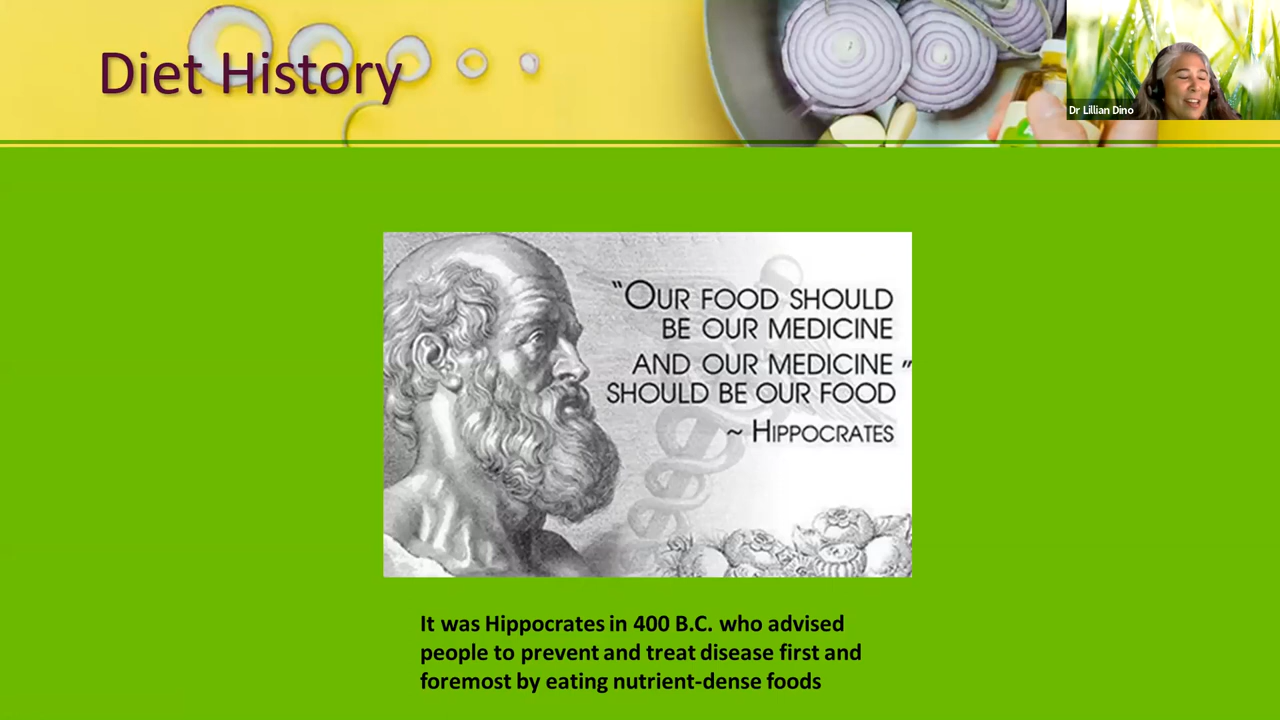 Diet History
Dr Lillian Dino
“OUR FOOD SHOULD
BE OUR MEDICINE
AND OUR MEDICINE ”
SHOULD BE OUR FOOD
~ HIPPOCRATES
It was Hippocrates in 400 B.C. who advised
people to prevent and treat disease first and
foremost by eating nutrient-dense foods